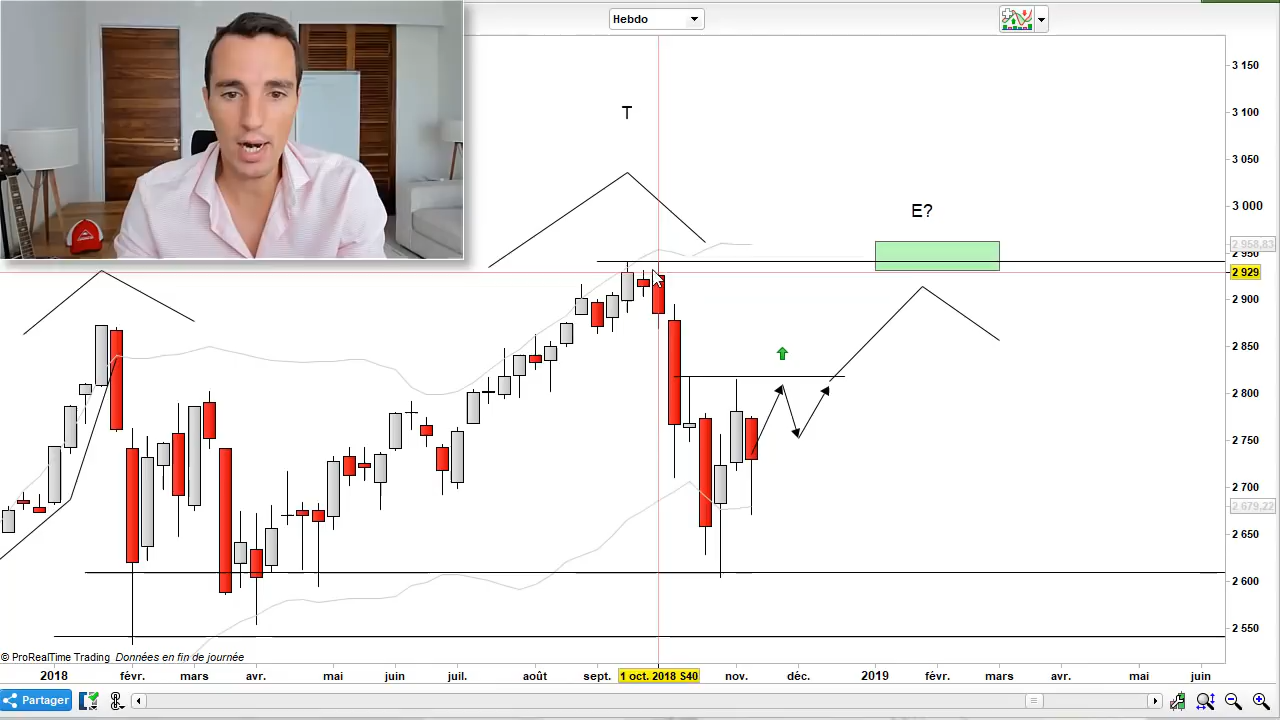 Hebdo
3 150
T
3 100
3 050
E?
3 000
2 958,83
2 950
2 929
2 900
2 850
2 800
2 750
2 700
2 679,22
2 650
2 600
2 550
© ProRealTime Trading Données en fin de journée
2018 févr. mars avr. mai juin juil. août sept. 1 oct. 2018 S40 nov. déc. 2019 févr. mars avr. mai juin
Partager